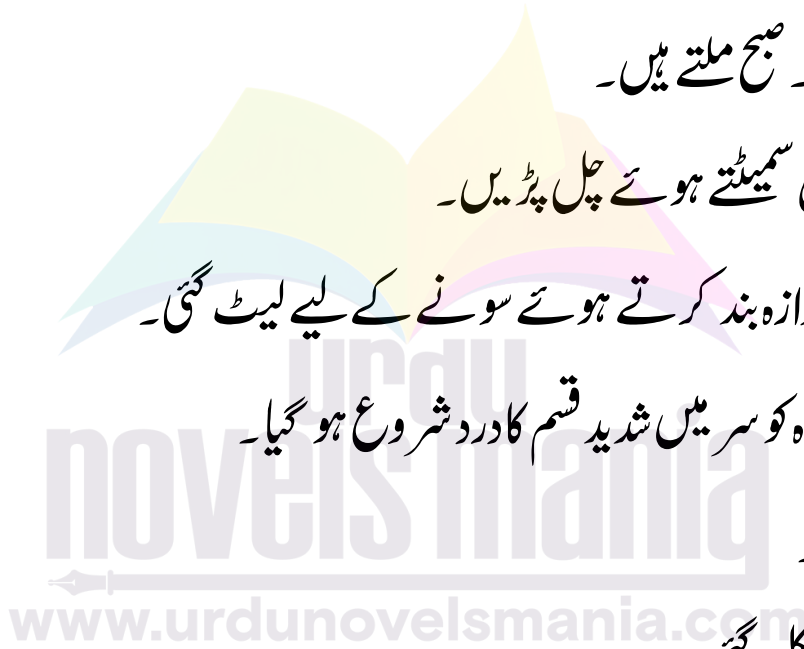 ۔ صبح ملتے ہیں۔
سمیٹتے ہوئے چل پڑیں۔
بند کرتے ہوئے سونے کے لیے لیٹ گئی۔
کو سر میں شدید قسم کا درد شروع ہو گیا۔
urdu
novels mania
www.urdunovelsmania.com